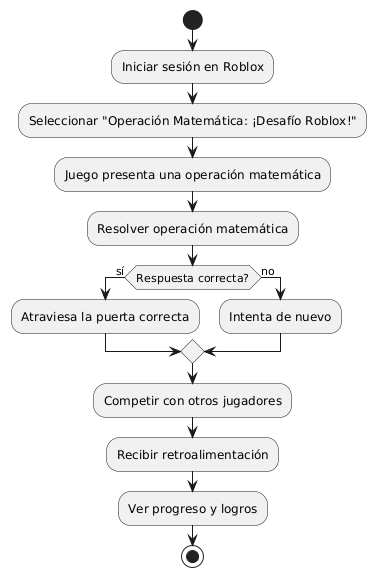 Iniciar sesión en Roblox
Seleccionar "Operación Matemática: ¡Desafío Roblox!"
Juego presenta una operación matemática
Resolver operación matemática
sí
Respuesta correcta?
no
Atraviesa la puerta correcta
Intenta de nuevo
Competir con otros jugadores
Recibir retroalimentación
Ver progreso y logros